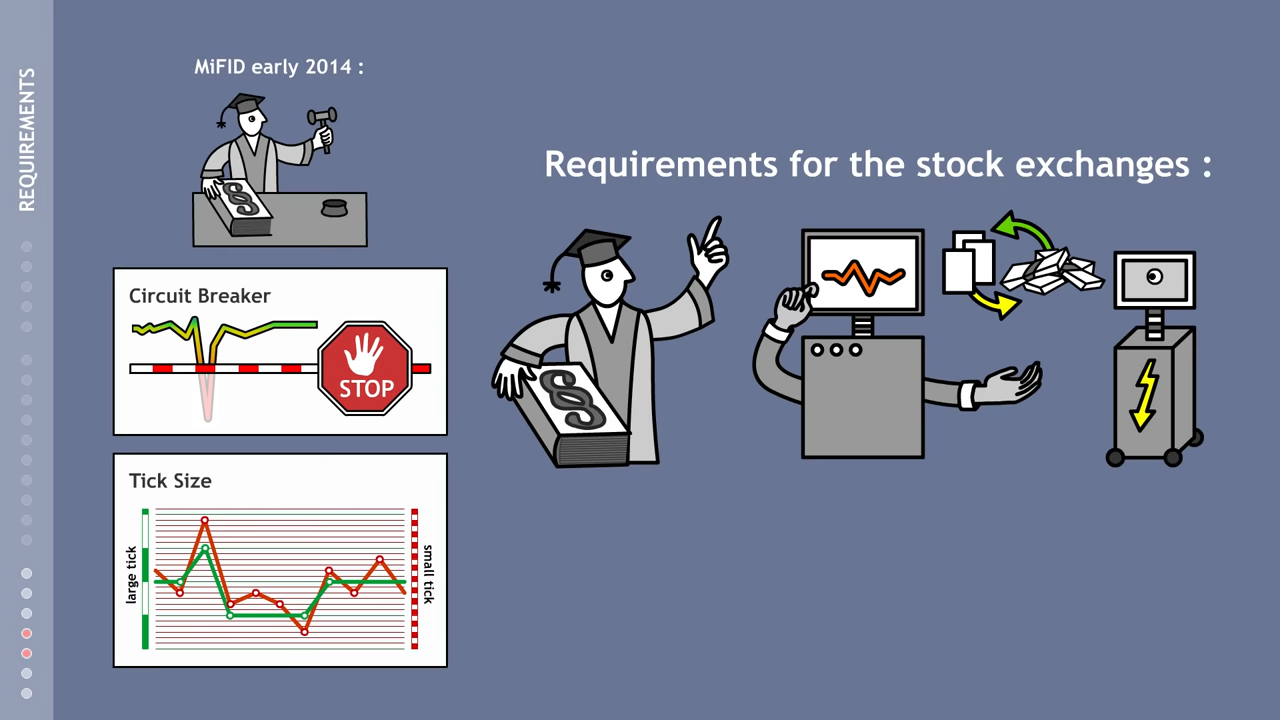 REQUIREMENTS
MiFID early 2014 :
Requirements for the stock exchanges :
§
§
Circuit Breaker
STOP
Tick Size
large tick
small tick